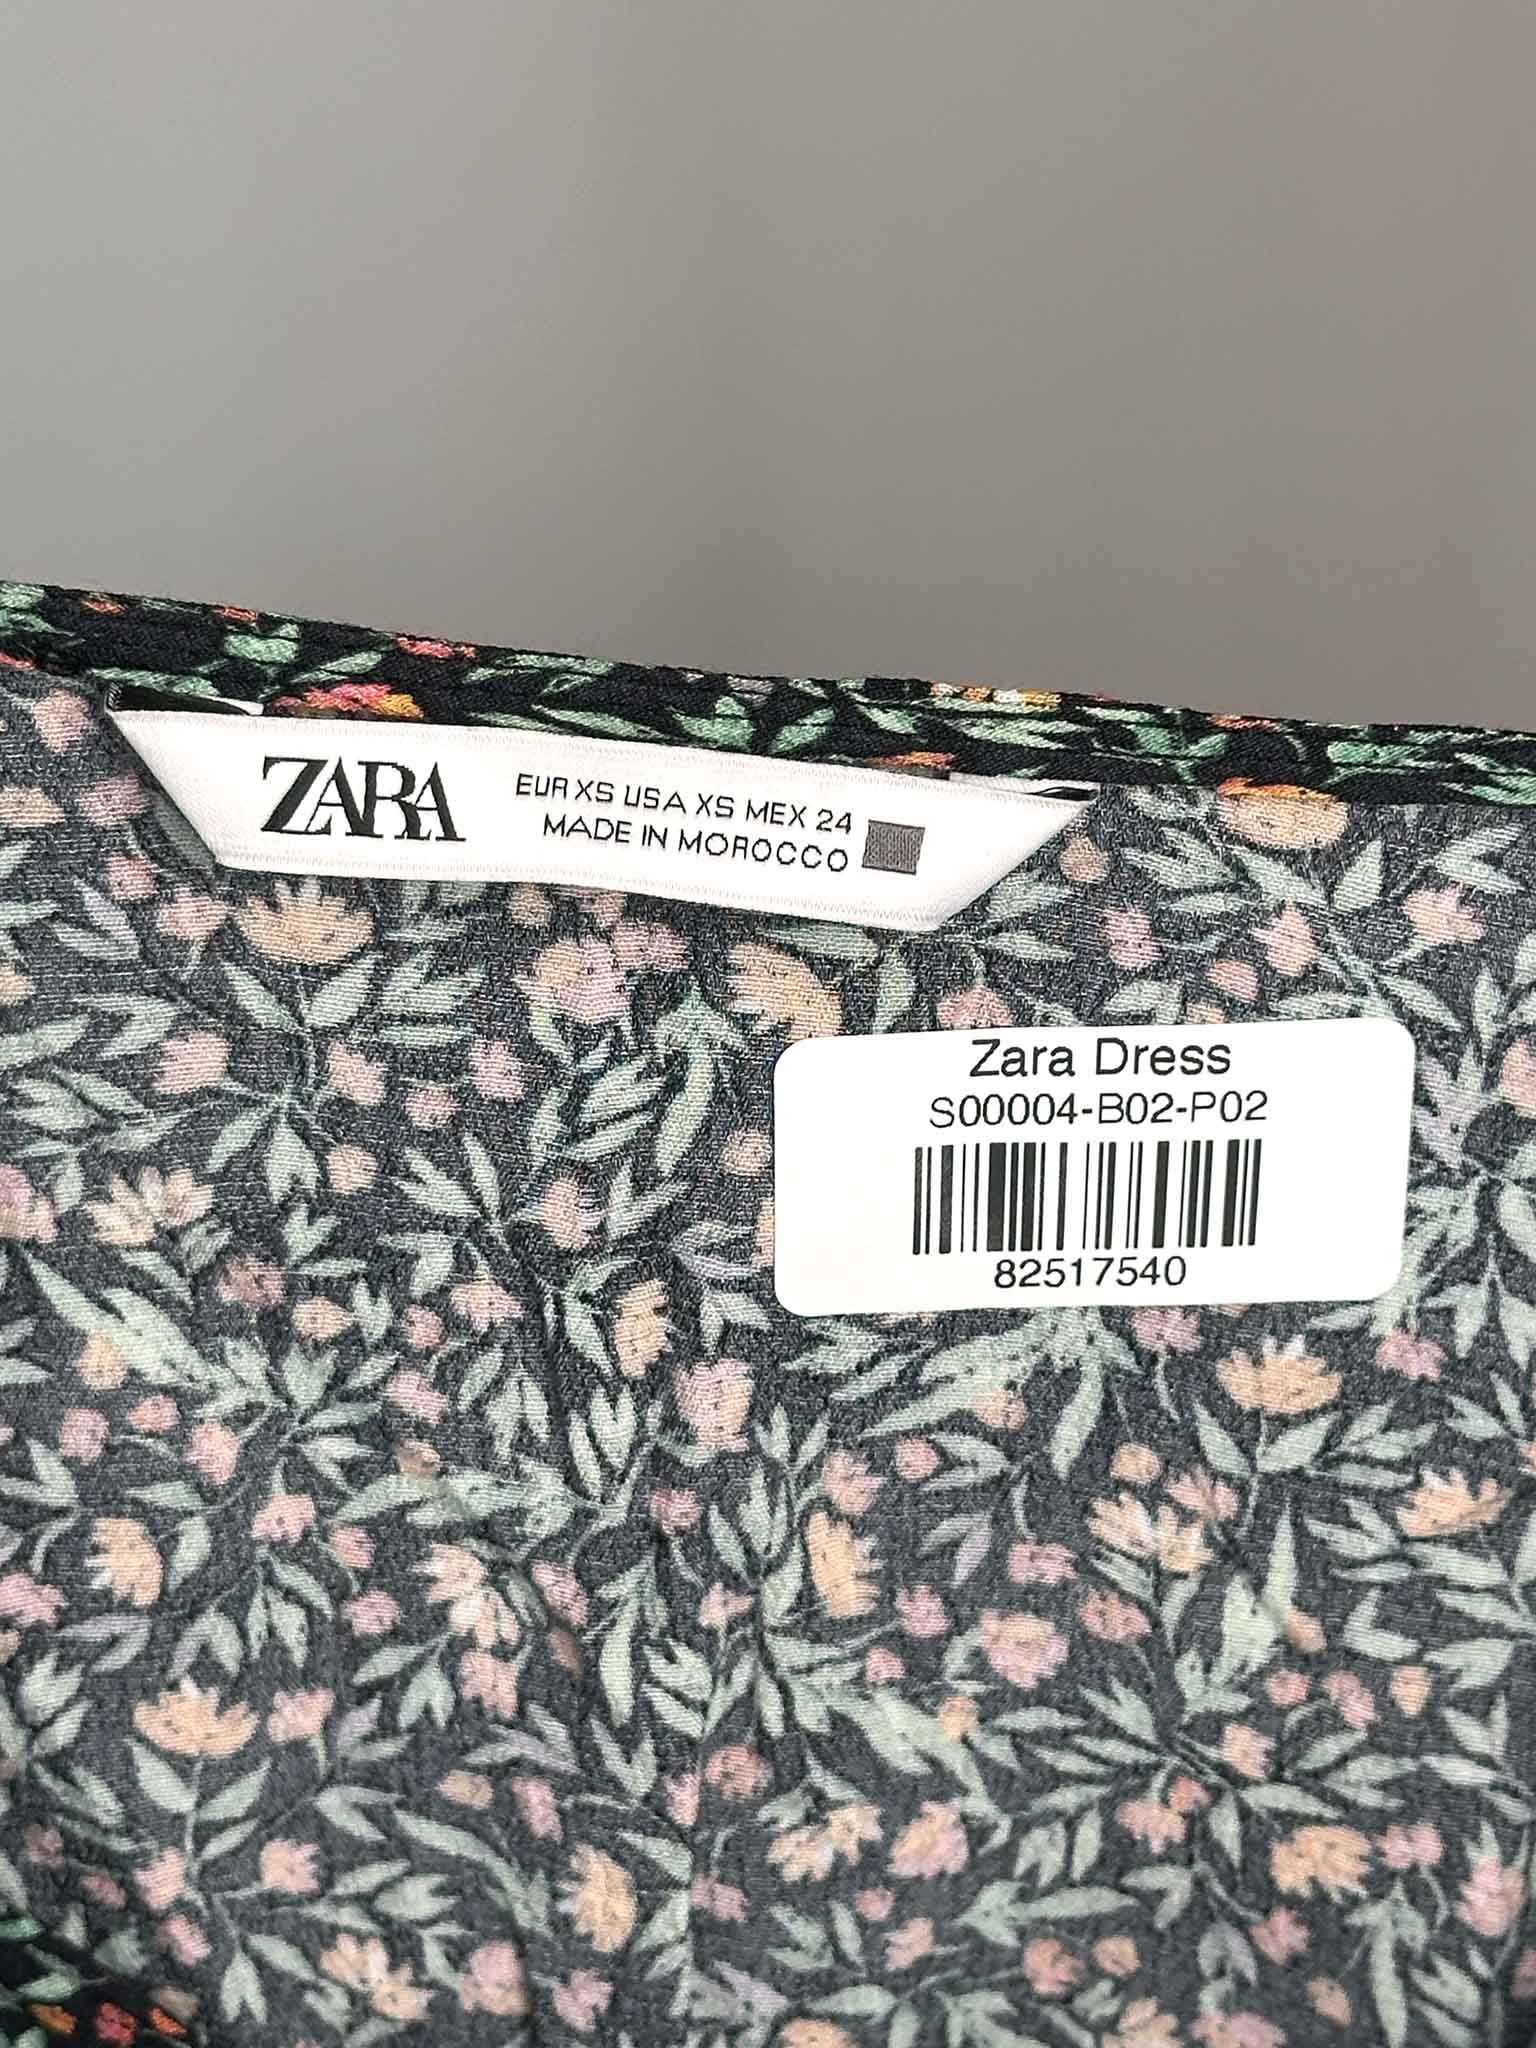 ZARA
EUR XS USA XS MEX 24
MADE IN MOROCCO
Zara Dress
S00004-B02-P02
82517540